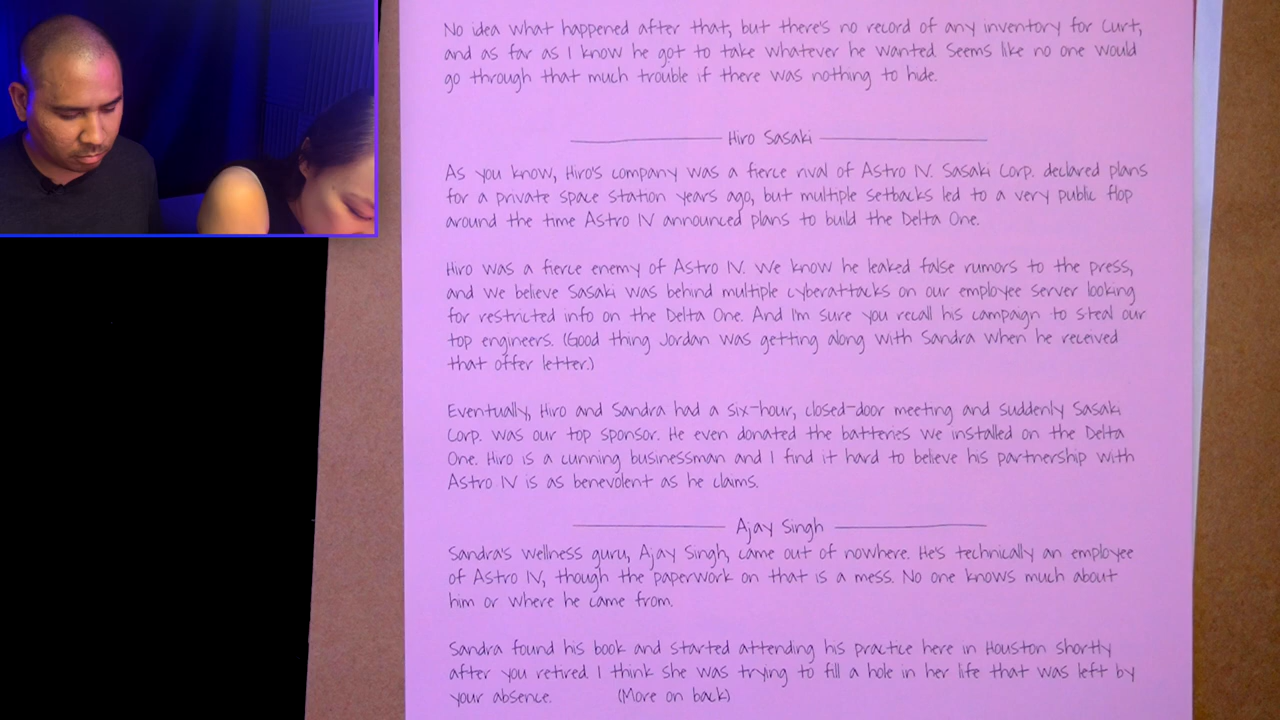 No idea what happened after that, but there's no record of any inventory for Curt,
and as far as I know he got to take whatever he wanted. Seems like no one would
go through that much trouble if there was nothing to hide.
Hiro Sasaki
As you know, Hiro's company was a fierce rival of Astro IV. Sasaki Corp. declared plans
for a private space station years ago, but multiple setbacks led to a very public flop
around the time Astro IV announced plans to build the Delta One.
Hiro was a fierce enemy of Astro IV. We know he leaked false rumors to the press,
and we believe Sasaki was behind multiple cyberattacks on our employee server looking
for restricted info on the Delta One. And I'm sure you recall his campaign to steal our
top engineers. (Good thing Jordan was getting along with Sandra when he received
that offer letter.)
Eventually, Hiro and Sandra had a six-hour, closed-door meeting and suddenly Sasaki
Corp. was our top sponsor. He even donated the batteries we installed on the Delta
One. Hiro is a cunning businessman and I find it hard to believe his partnership with
Astro IV is as benevolent as he claims.
Ajay Singh
Sandra's wellness guru, Ajay Singh, came out of nowhere. He's technically an employee
of Astro IV, though the paperwork on that is a mess. No one knows much about
him or where he came from.
Sandra found his book and started attending his practice here in Houston shortly
after you retired. I think she was trying to fill a hole in her life that was left by
your absence. (More on back)